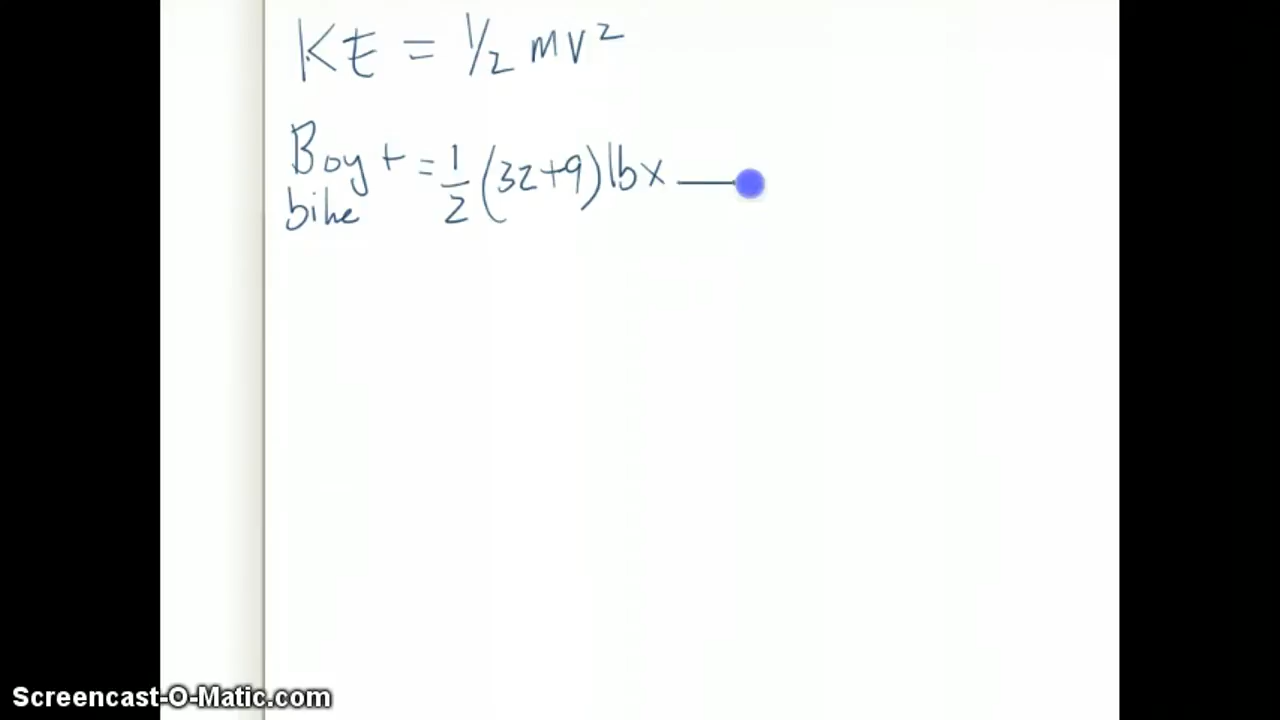 KE = 1/2 mv²
Boy + = 1/2 (32+9) lb x
bike
Screencast-O-Matic.com